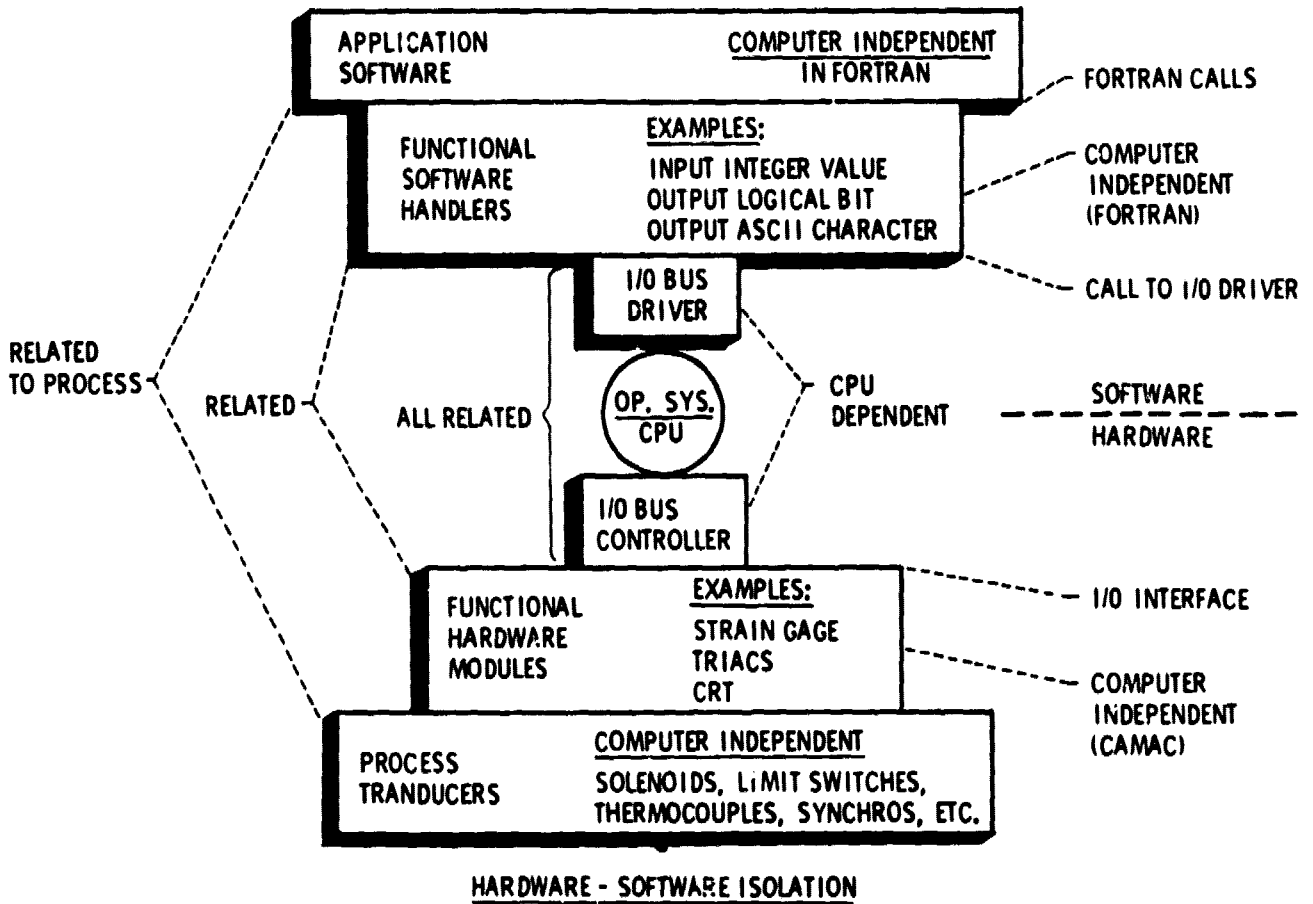 APPLICATION
SOFTWARE
COMPUTER INDEPENDENT
IN FORTRAN
FORTRAN CALLS
FUNCTIONAL
SOFTWARE
HANDLERS
EXAMPLES:
INPUT INTEGER VALUE
OUTPUT LOGICAL BIT
OUTPUT ASCII CHARACTER
COMPUTER
INDEPENDENT
(FORTRAN)
I/O BUS
DRIVER
CALL TO I/O DRIVER
RELATED
TO PROCESS
RELATED
ALL RELATED
OP. SYS.
CPU
CPU
DEPENDENT
SOFTWARE
HARDWARE
I/O BUS
CONTROLLER
I/O INTERFACE
FUNCTIONAL
HARDWARE
MODULES
EXAMPLES:
STRAIN GAGE
TRIACS
CRT
COMPUTER
INDEPENDENT
(CAMAC)
PROCESS
TRANDUCERS
COMPUTER INDEPENDENT
SOLENOIDS, LIMIT SWITCHES,
THERMOCOUPLES, SYNCHROS, ETC.
HARDWARE - SOFTWARE ISOLATION